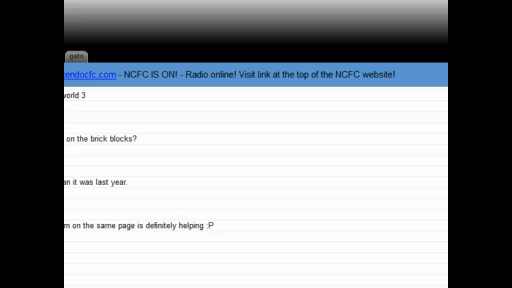 gato
endocfc.com - NCFC IS ON! - Radio online! Visit link at the top of the NCFC website!
world 3
on the brick blocks?
an it was last year.
m on the same page is definitely helping :P